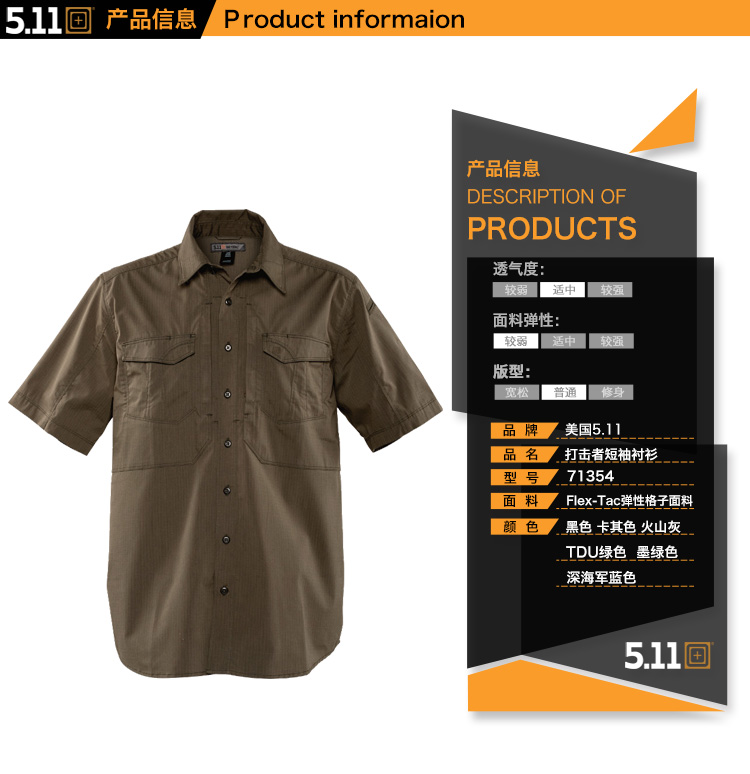 5.11 产品信息 Product informaion
产品信息
DESCRIPTION OF
PRODUCTS
透气度：
较弱 适中 较强
面料弹性：
较弱 适中 较强
版型：
宽松 普通 修身
品 牌 美国5.11
品 名 打击者短袖衬衫
型 号 71354
面 料 Flex-Tac弹性格子面料
颜 色 黑色 卡其色 火山灰
TDU绿色 墨绿色
深海军蓝色
5.11